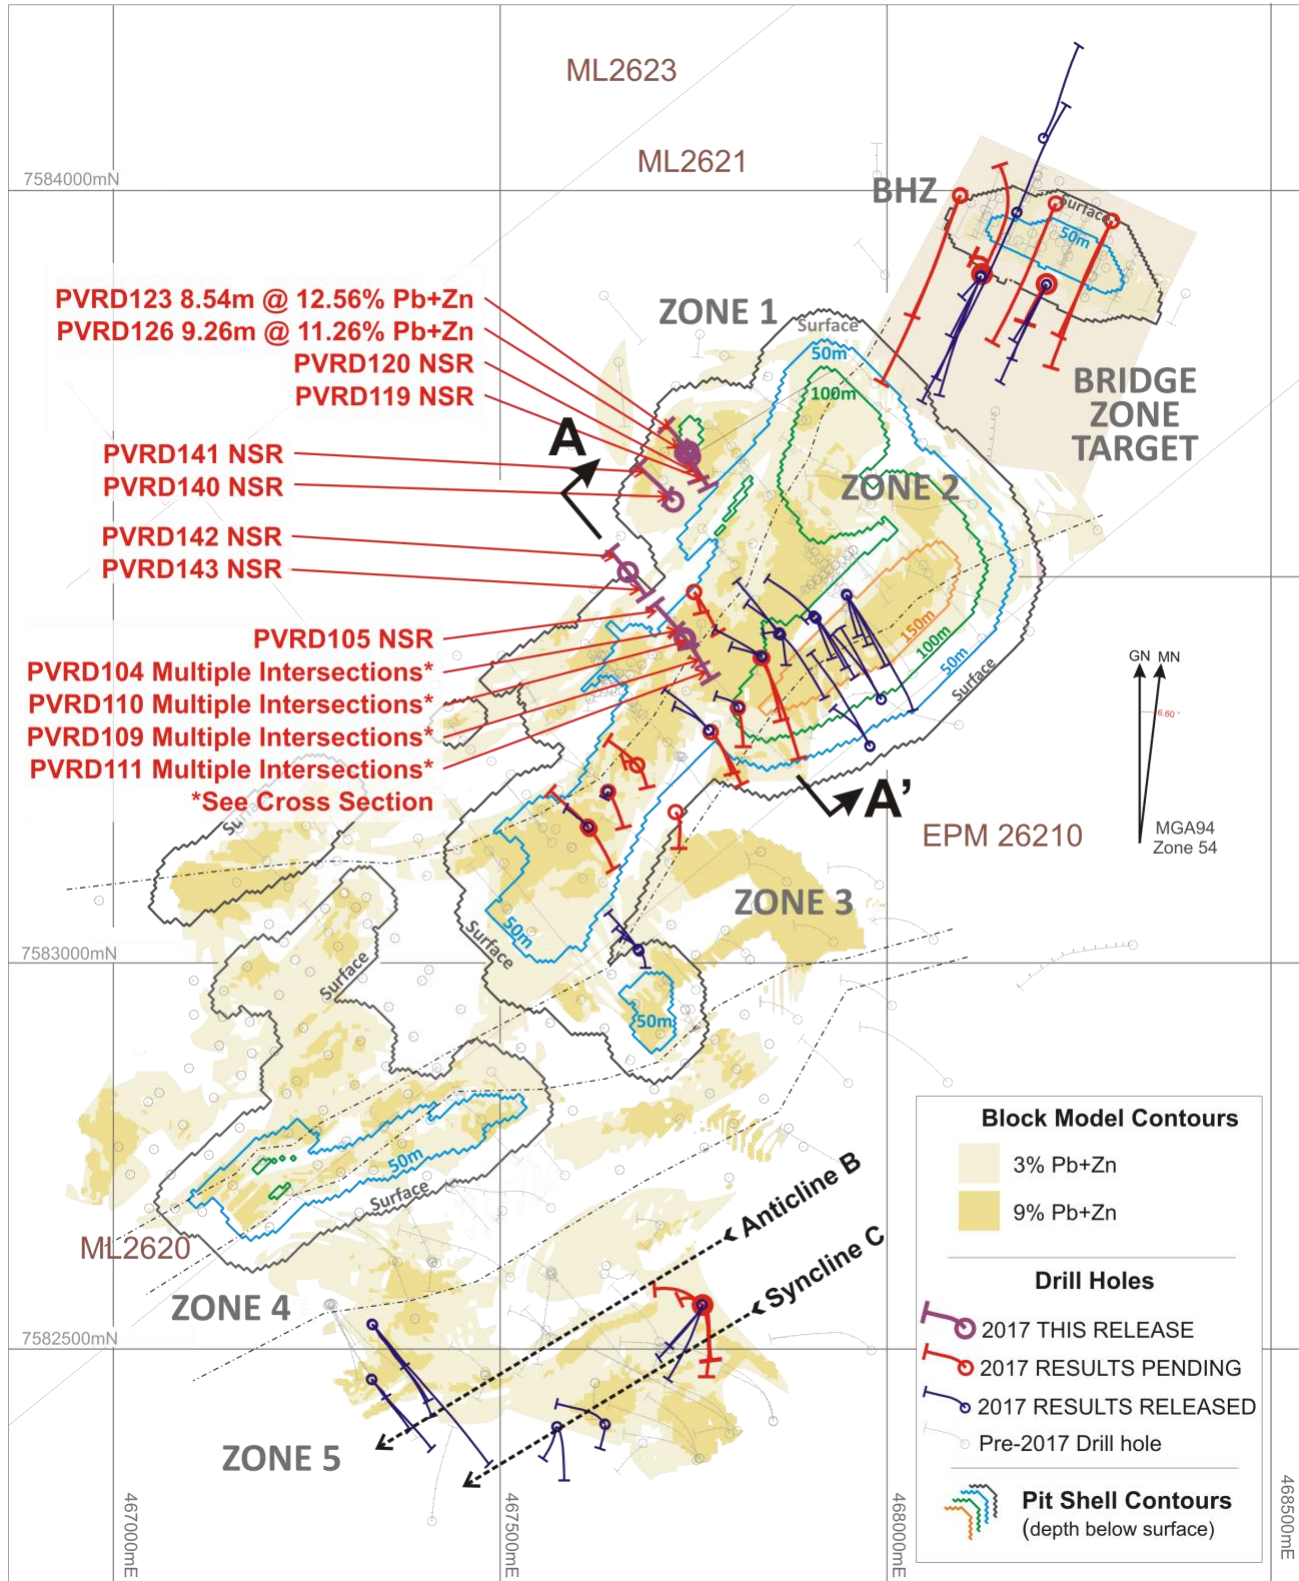 ML2623
ML2621
7584000mN
BHZ
Surface
50m
PVRD123 8.54m @ 12.56% Pb+Zn
PVRD126 9.26m @ 11.26% Pb+Zn
PVRD120 NSR
PVRD119 NSR
ZONE 1
Surface
50m
100m
BRIDGE
ZONE
TARGET
A
PVRD141 NSR
PVRD140 NSR
ZONE 2
PVRD142 NSR
PVRD143 NSR
150m
100m
50m
Surface
PVRD105 NSR
PVRD104 Multiple Intersections*
PVRD110 Multiple Intersections*
PVRD109 Multiple Intersections*
PVRD111 Multiple Intersections*
*See Cross Section
GN MN
6.60 °
MGA94
Zone 54
A’
EPM 26210
Surface
ZONE 3
50m
Surface
7583000mN
Surface
50m
50m
Surface
ML2620
ZONE 4
Anticline B
Syncline C
7582500mN
ZONE 5
467000mE
467500mE
468000mE
468500mE
Block Model Contours
3% Pb+Zn
9% Pb+Zn
Drill Holes
2017 THIS RELEASE
2017 RESULTS PENDING
2017 RESULTS RELEASED
Pre-2017 Drill hole
Pit Shell Contours
(depth below surface)